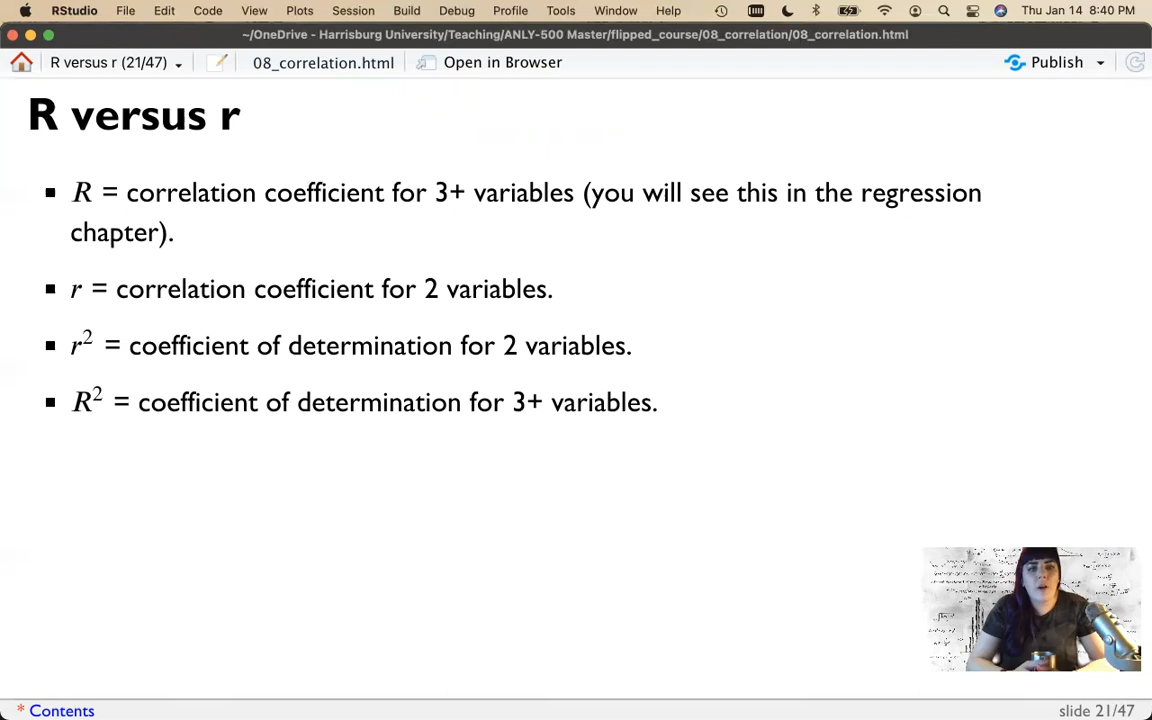 RStudio File Edit Code View Plots Session Build Debug Profile Tools Window Help Thu Jan 14 8:40 PM
~/OneDrive - Harrisburg University/Teaching/ANLY-500 Master/flipped_course/08_correlation/08_correlation.html
R versus r (21/47) 08_correlation.html Open in Browser Publish
R versus r
R = correlation coefficient for 3+ variables (you will see this in the regression
chapter).
r = correlation coefficient for 2 variables.
r² = coefficient of determination for 2 variables.
R² = coefficient of determination for 3+ variables.
* Contents slide 21/47